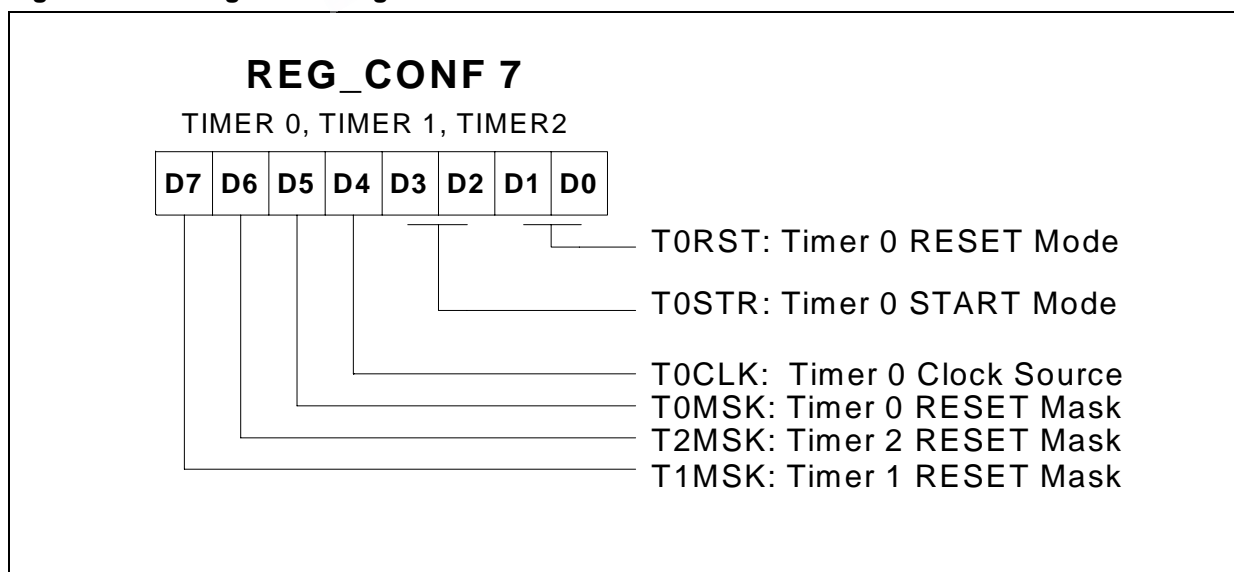 REG_CONF 7
TIMER 0, TIMER 1, TIMER2
D7 D6 D5 D4 D3 D2 D1 D0
T0RST: Timer 0 RESET Mode
T0STR: Timer 0 START Mode
T0CLK: Timer 0 Clock Source
T0MSK: Timer 0 RESET Mask
T2MSK: Timer 2 RESET Mask
T1MSK: Timer 1 RESET Mask